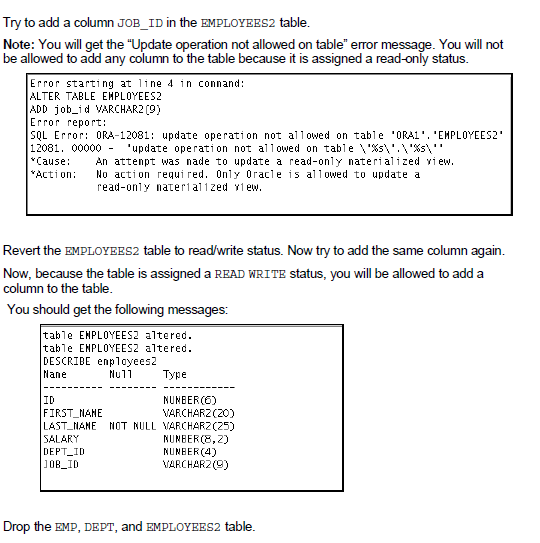 Try to add a column JOB_ID in the EMPLOYEES2 table.
Note: You will get the “Update operation not allowed on table” error message. You will not
be allowed to add any column to the table because it is assigned a read-only status.
Error starting at line 4 in command:
ALTER TABLE EMPLOYEES2
ADD job_id VARCHAR2(9)
Error report:
SQL Error: ORA-12081: update operation not allowed on table "ORA1"."EMPLOYEES2"
12081. 00000 - "update operation not allowed on table \"%s\".\"%s\""
*Cause: An attempt was made to update a read-only materialized view.
*Action: No action required. Only Oracle is allowed to update a
read-only materialized view.
Revert the EMPLOYEES2 table to read/write status. Now try to add the same column again.
Now, because the table is assigned a READ WRITE status, you will be allowed to add a
column to the table.
You should get the following messages:
table EMPLOYEES2 altered.
table EMPLOYEES2 altered.
DESCRIBE employees2
Name Null Type
---------- -------- ------------
ID NUMBER(6)
FIRST_NAME VARCHAR2(20)
LAST_NAME NOT NULL VARCHAR2(25)
SALARY NUMBER(8,2)
DEPT_ID NUMBER(4)
JOB_ID VARCHAR2(9)
Drop the EMP, DEPT, and EMPLOYEES2 table.